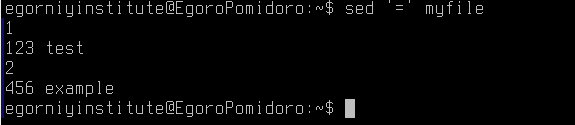 egorniyinstitute@EgoroPomidoro:~$ sed '=' myfile
1
123 test
2
456 example
egorniyinstitute@EgoroPomidoro:~$